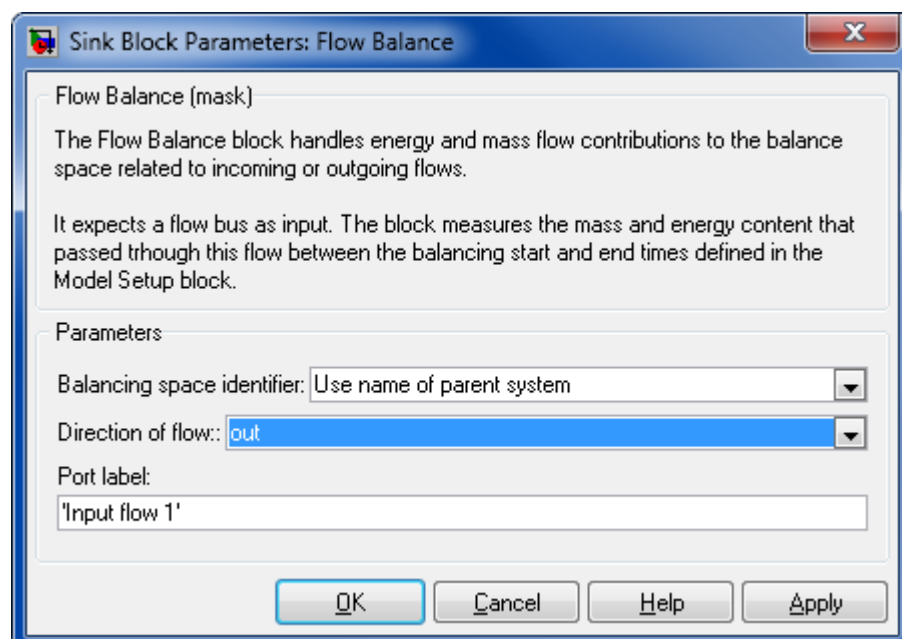 Sink Block Parameters: Flow Balance
Flow Balance (mask)
The Flow Balance block handles energy and mass flow contributions to the balance
space related to incoming or outgoing flows.
It expects a flow bus as input. The block measures the mass and energy content that
passed trhough this flow between the balancing start and end times defined in the
Model Setup block.
Parameters
Balancing space identifier: Use name of parent system
Direction of flow:: out
Port label:
'Input flow 1'
OK Cancel Help Apply